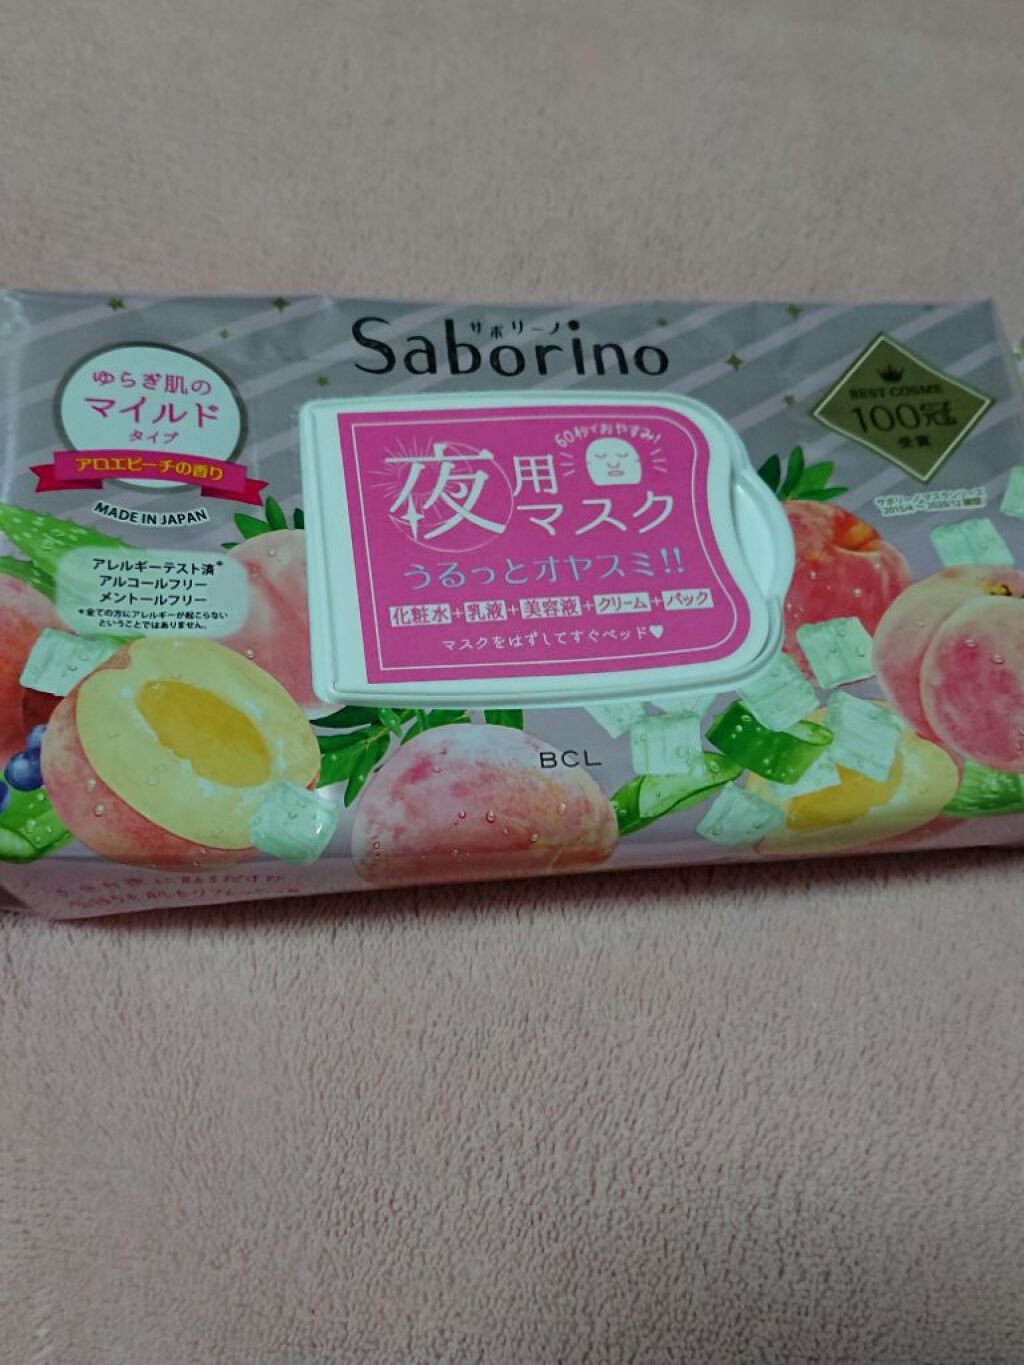 サボリーノ
Saborino
ゆらぎ肌の
マイルド
タイプ
アロエピーチの香り
MADE IN JAPAN
アレルギーテスト済*
アルコールフリー
メントールフリー
*全ての方にアレルギーが起こらない
ということではありません。
60秒でおやすみ!
夜用
マスク
うるっとオヤスミ!!
化粧水+乳液+美容液+クリーム+パック
マスクをはずしてすぐベッド♥
BEST COSME
100冠
受賞
BCL